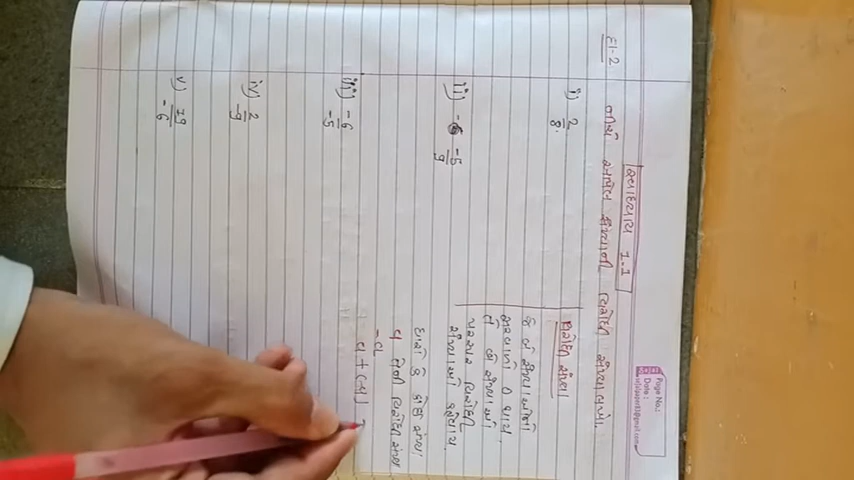 Page No.:
Date:
સ્વાધ્યાય 1.1
દા-2 નીચે આપેલ સંખ્યાની વિરોધી સંખ્યા લખો.
i) 2/8.
ii) -5/9
iii) -6/-5
iv) 2/-9
v) 19/-6
વિરોધી સંખ્યા
જે બે સંખ્યાઓનો
સરવાળો 0 થાય
તે બે સંખ્યાઓ
પરસ્પર વિરોધી
સંખ્યાઓ કહેવાય
ધારો કે કોઈ સંખ્યા
વ તેની વિરોધી સંખ્યા
-વ
વ + (-વ)